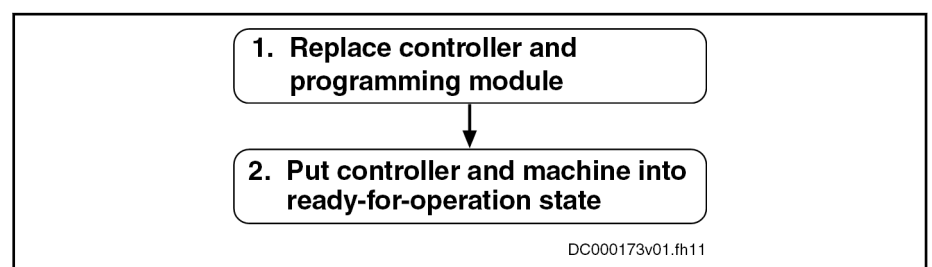 1. Replace controller and
programming module
2. Put controller and machine into
ready-for-operation state
DC000173v01.fh11